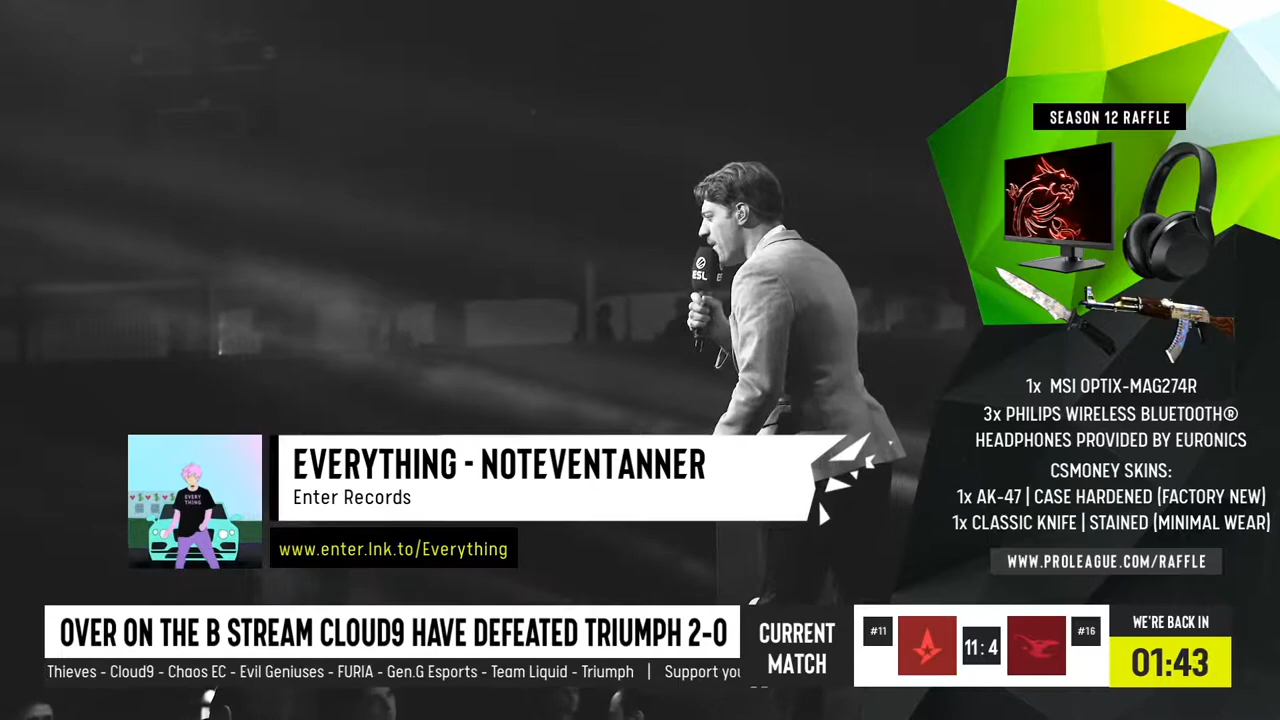 SEASON 12 RAFFLE
ESL
1x MSI OPTIX-MAG274R
3x PHILIPS WIRELESS BLUETOOTH®
HEADPHONES PROVIDED BY EURONICS
CSMONEY SKINS:
1x AK-47 | CASE HARDENED (FACTORY NEW)
1x CLASSIC KNIFE | STAINED (MINIMAL WEAR)
WWW.PROLEAGUE.COM/RAFFLE
EVERY
THING
EVERYTHING - NOTEVENTANNER
Enter Records
www.enter.lnk.to/Everything
OVER ON THE B STREAM CLOUD9 HAVE DEFEATED TRIUMPH 2-0
Thieves - Cloud9 - Chaos EC - Evil Geniuses - FURIA - Gen.G Esports - Team Liquid - Triumph | Support you
CURRENT
MATCH
#11
11:4
#16
WE'RE BACK IN
01:43